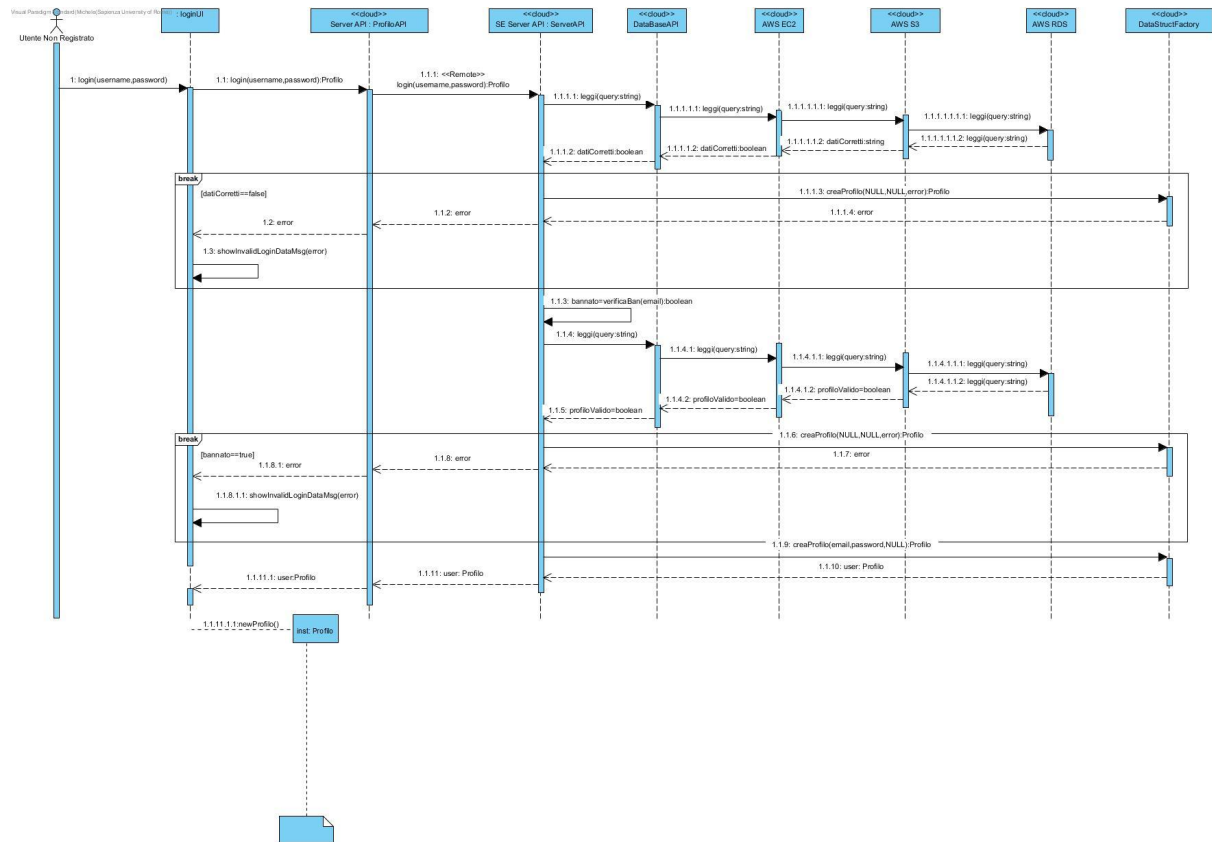 Utente Non Registrato
: loginUI
<<cloud>>
Server API : ProfiloAPI
<<cloud>>
SE Server API : ServerAPI
<<cloud>>
DataBaseAPI
<<cloud>>
AWS EC2
<<cloud>>
AWS S3
<<cloud>>
AWS RDS
<<cloud>>
DataStructFactory
1: login(username,password)
1.1: login(username,password):Profilo
1.1.1: <<Remote>>
login(username,password):Profilo
1.1.1.1: leggi(query:string)
1.1.1.1.1: leggi(query:string)
1.1.1.1.1.1: leggi(query:string)
1.1.1.1.1.1.1: leggi(query:string)
1.1.1.1.1.1.2: leggi(query:string)
1.1.1.1.1.2: datiCorretti:string
1.1.1.1.2: datiCorretti:boolean
1.1.1.2: datiCorretti:boolean
break
[datiCorretti==false]
1.1.1.3: creaProfilo(NULL,NULL,error):Profilo
1.1.1.4: error
1.1.2: error
1.2: error
1.3: showInvalidLoginDataMsg(error)
1.1.3: bannato=verificaBan(email):boolean
1.1.4: leggi(query:string)
1.1.4.1: leggi(query:string)
1.1.4.1.1: leggi(query:string)
1.1.4.1.1.1: leggi(query:string)
1.1.4.1.1.2: leggi(query:string)
1.1.4.1.2: profiloValido=boolean
1.1.4.2: profiloValido=boolean
1.1.5: profiloValido=boolean
break
[bannato==true]
1.1.6: creaProfilo(NULL,NULL,error):Profilo
1.1.7: error
1.1.8: error
1.1.8.1: error
1.1.8.1.1: showInvalidLoginDataMsg(error)
1.1.9: creaProfilo(email,password,NULL):Profilo
1.1.10: user: Profilo
1.1.11: user: Profilo
1.1.11.1: user:Profilo
1.1.11.1.1:newProfilo()
inst: Profilo